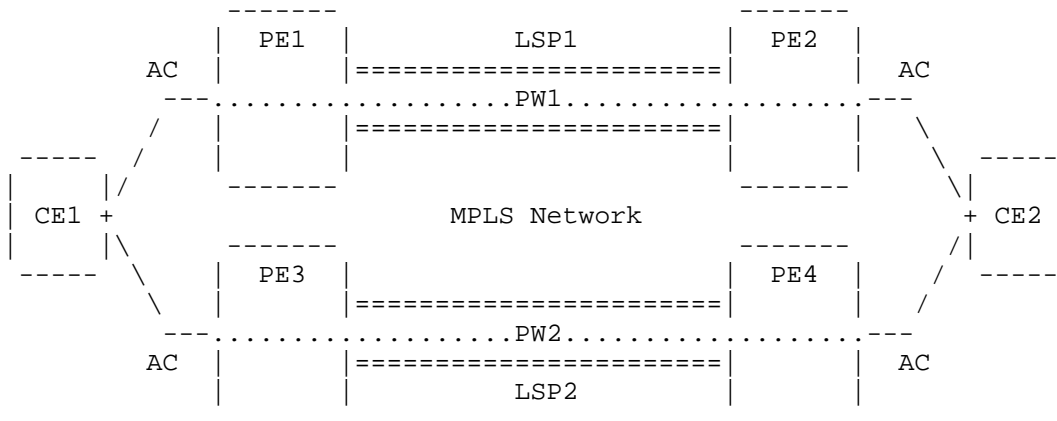 PE1 LSP1 PE2
AC AC
PW1
CE1 MPLS Network CE2
PE3 PE4
PW2
AC AC
LSP2